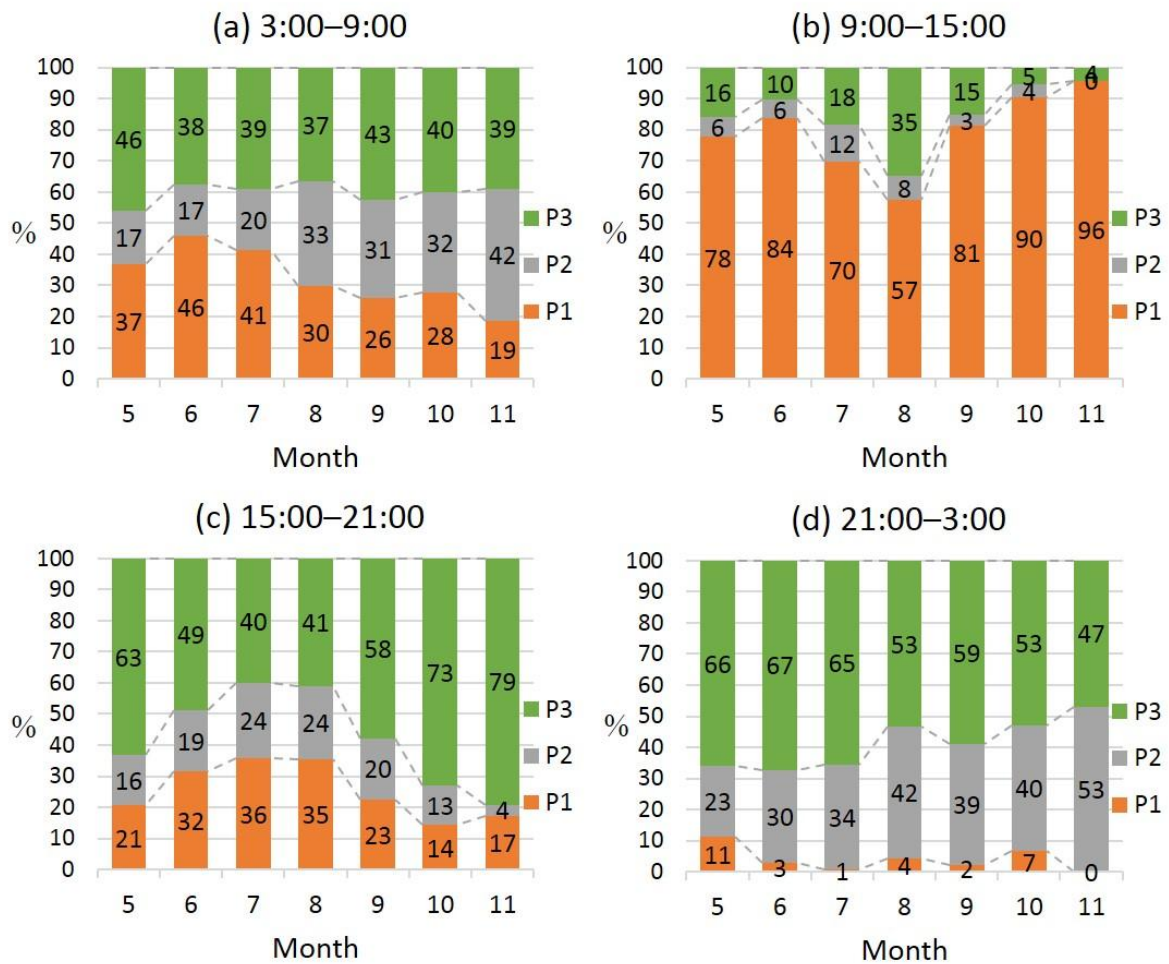 (a) 3:00–9:00
100
90
80
70
60
50
40
30
20
10
0
%
46 38 39 37 43 40 39
17 17 20 33 31 32 42
37 46 41 30 26 28 19
P3
P2
P1
5 6 7 8 9 10 11
Month
(b) 9:00–15:00
100
90
80
70
60
50
40
30
20
10
0
%
16 10 18 35 15 5 4
6 6 12 8 3 4 0
78 84 70 57 81 90 96
P3
P2
P1
5 6 7 8 9 10 11
Month
(c) 15:00–21:00
100
90
80
70
60
50
40
30
20
10
0
%
63 49 40 41 58 73 79
16 19 24 24 20 13 4
21 32 36 35 23 14 17
P3
P2
P1
5 6 7 8 9 10 11
Month
(d) 21:00–3:00
100
90
80
70
60
50
40
30
20
10
0
%
66 67 65 53 59 53 47
23 30 34 42 39 40 53
11 3 1 4 2 7 0
P3
P2
P1
5 6 7 8 9 10 11
Month